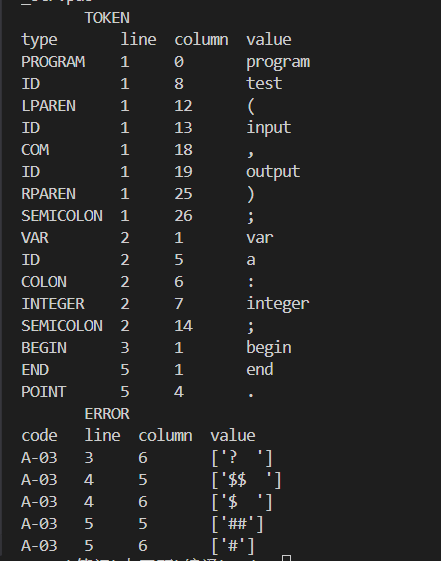 TOKEN
type line column value
PROGRAM 1 0 program
ID 1 8 test
LPAREN 1 12 (
ID 1 13 input
COM 1 18 ,
ID 1 19 output
RPAREN 1 25 )
SEMICOLON 1 26 ;
VAR 2 1 var
ID 2 5 a
COLON 2 6 :
INTEGER 2 7 integer
SEMICOLON 2 14 ;
BEGIN 3 1 begin
END 5 1 end
POINT 5 4 .
ERROR
code line column value
A-03 3 6 ['?  ']
A-03 4 5 ['$$  ']
A-03 4 6 ['$  ']
A-03 5 5 ['##']
A-03 5 6 ['#']